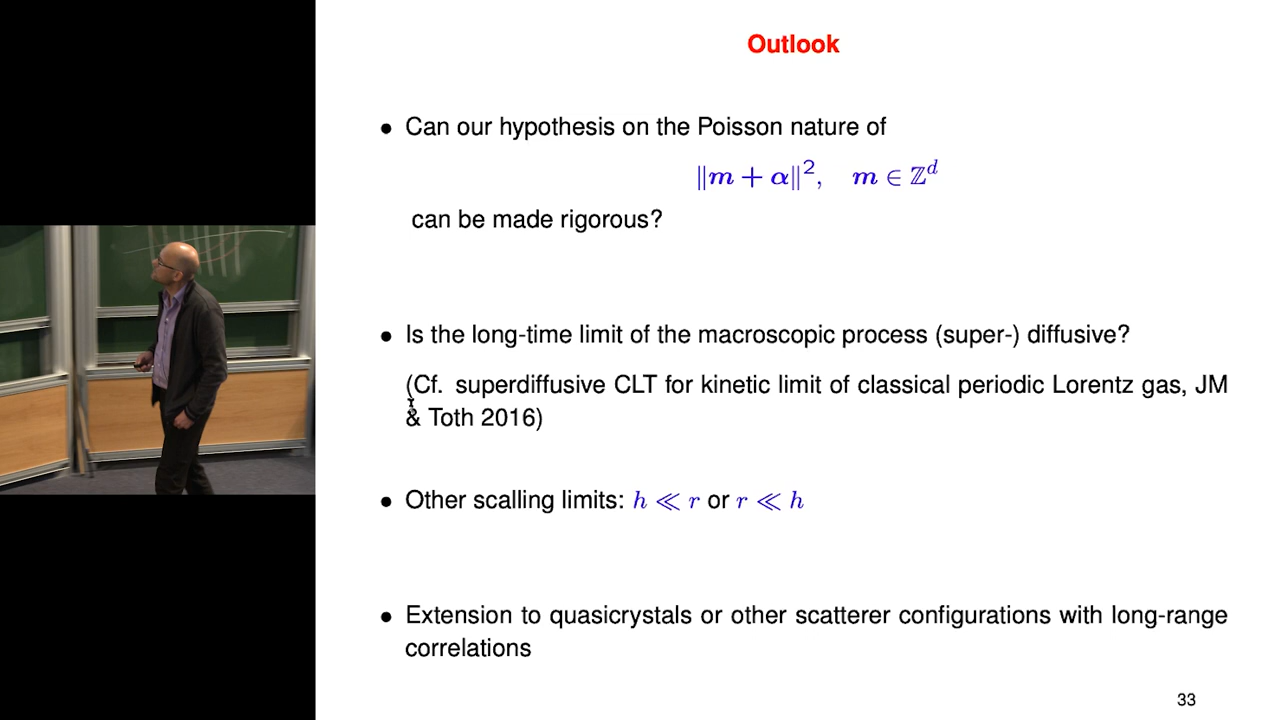 Outlook
• Can our hypothesis on the Poisson nature of
‖m + α‖², m ∈ ℤᵈ
can be made rigorous?
• Is the long-time limit of the macroscopic process (super-) diffusive?
(Cf. superdiffusive CLT for kinetic limit of classical periodic Lorentz gas, JM
& Toth 2016)
• Other scalling limits: h ≪ r or r ≪ h
• Extension to quasicrystals or other scatterer configurations with long-range
correlations
33